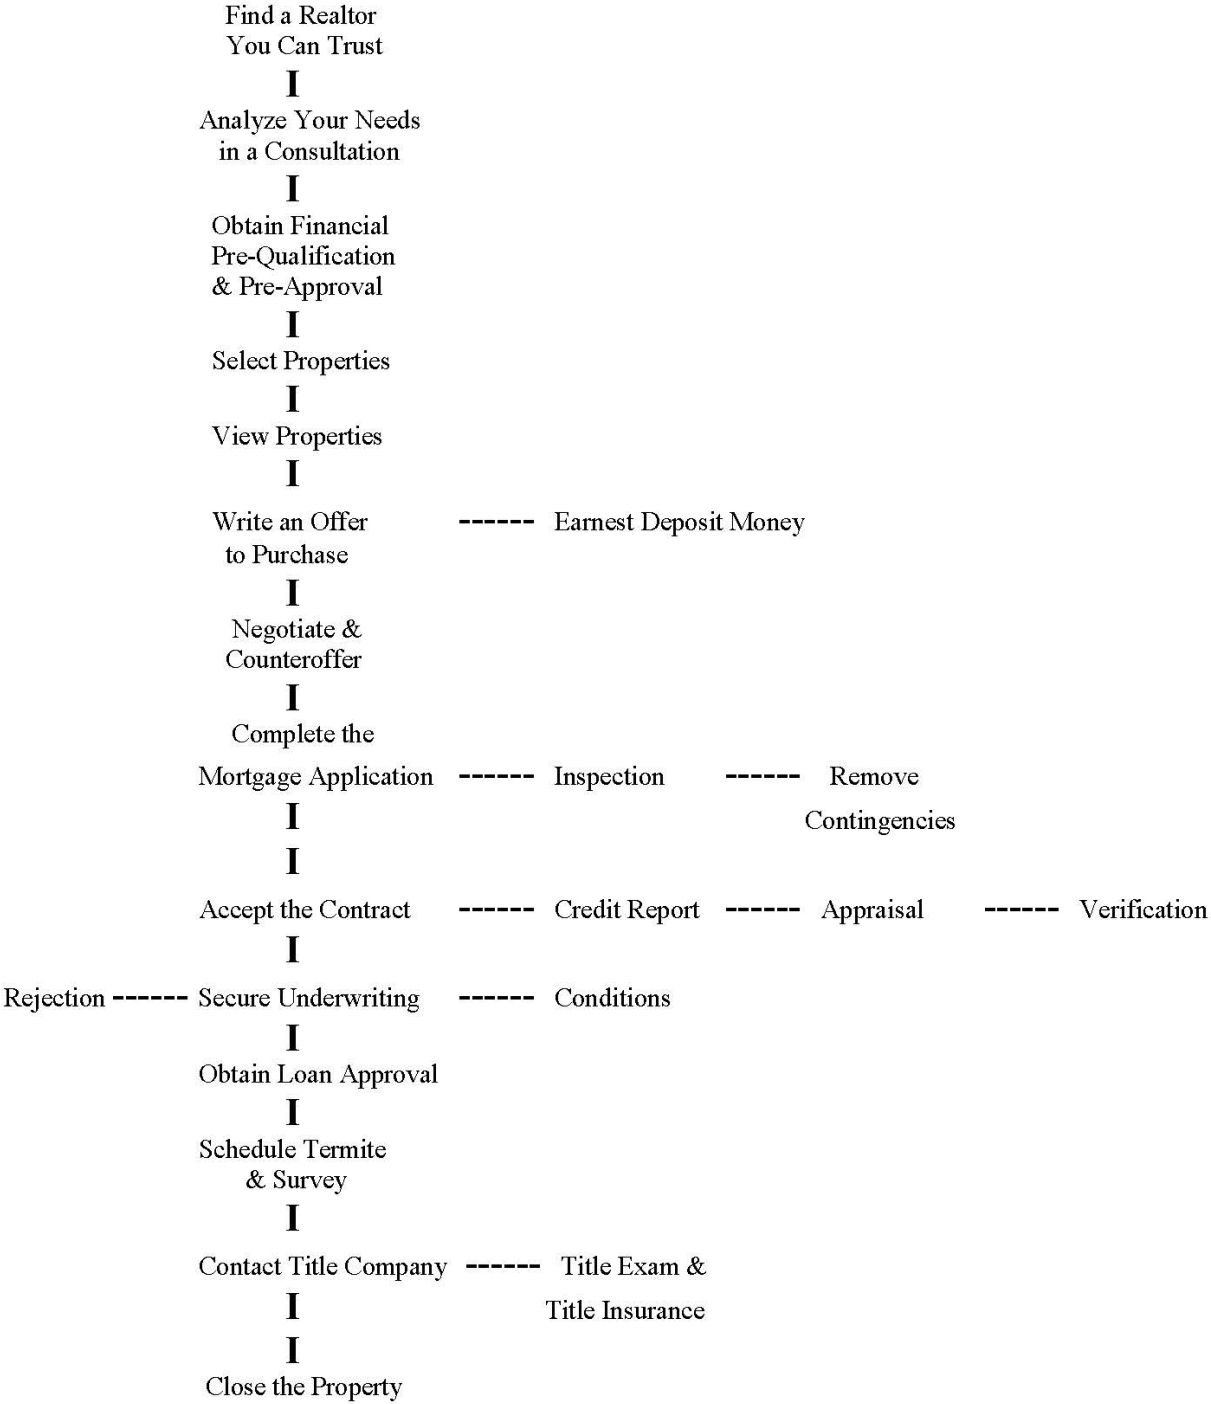 Find a Realtor
You Can Trust
I
Analyze Your Needs
in a Consultation
I
Obtain Financial
Pre-Qualification
& Pre-Approval
I
Select Properties
I
View Properties
I
Write an Offer ------ Earnest Deposit Money
to Purchase
I
Negotiate &
Counteroffer
I
Complete the
Mortgage Application ------ Inspection ------ Remove
I Contingencies
I
Accept the Contract ------ Credit Report ------ Appraisal ------ Verification
I
Rejection ------ Secure Underwriting ------ Conditions
I
Obtain Loan Approval
I
Schedule Termite
& Survey
I
Contact Title Company ------ Title Exam &
I Title Insurance
I
Close the Property